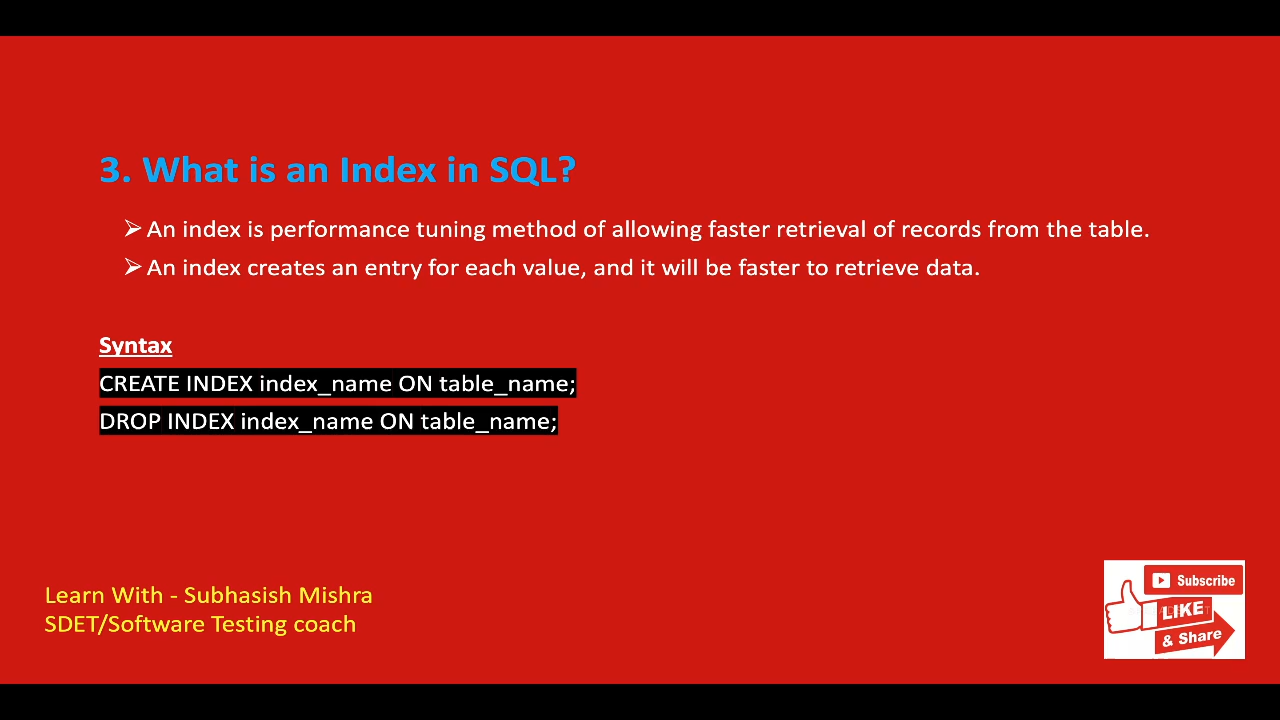 3. What is an Index in SQL?
➢ An index is performance tuning method of allowing faster retrieval of records from the table.
➢ An index creates an entry for each value, and it will be faster to retrieve data.
Syntax
CREATE INDEX index_name ON table_name;
DROP INDEX index_name ON table_name;
Learn With - Subhasish Mishra
SDET/Software Testing coach
Subscribe
LIKE
& Share